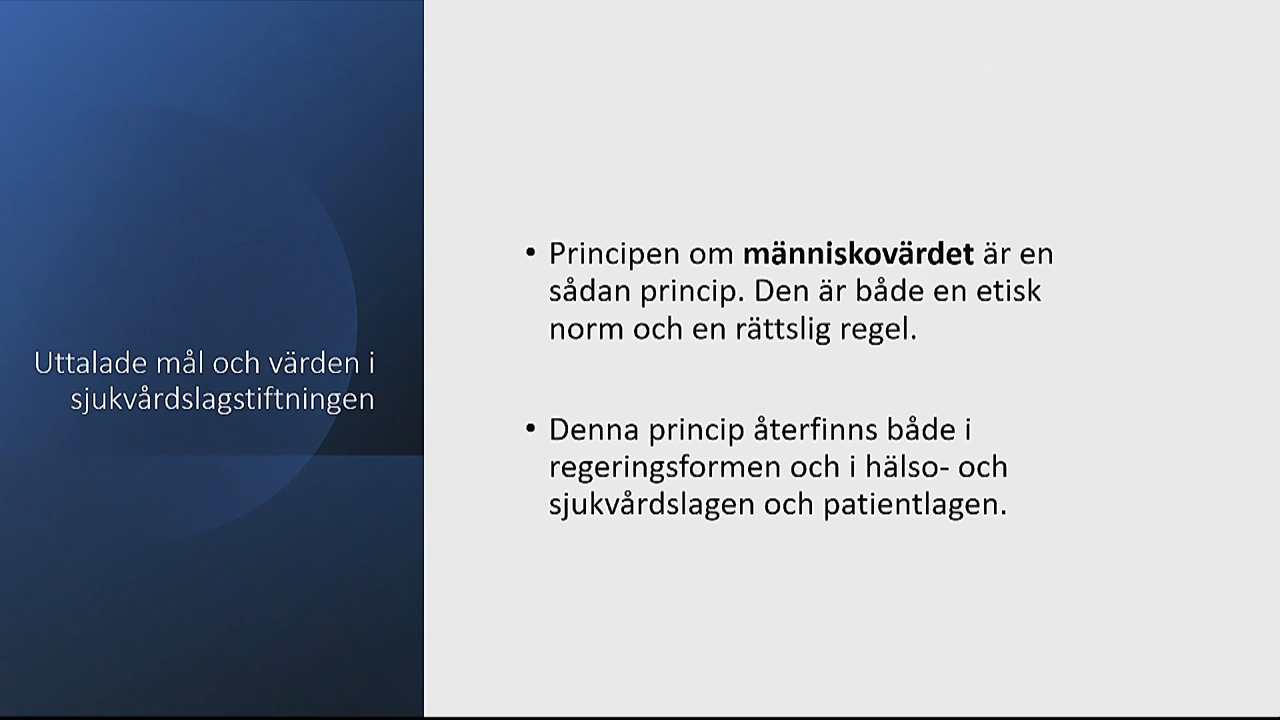 Uttalade mål och värden i
sjukvårdslagstiftningen
• Principen om människovärdet är en
sådan princip. Den är både en etisk
norm och en rättslig regel.
• Denna princip återfinns både i
regeringsformen och i hälso- och
sjukvårdslagen och patientlagen.